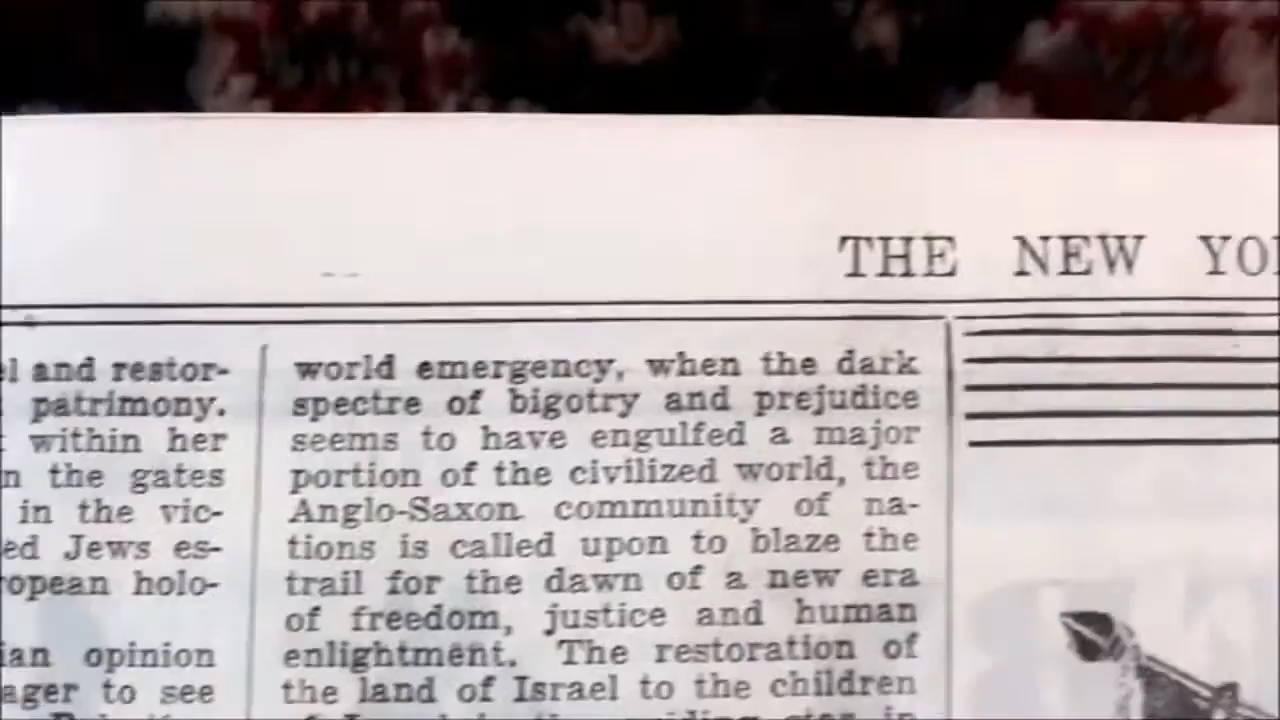 THE NEW YO
l and restor-
patrimony.
within her
n the gates
in the vic-
ed Jews es-
ropean holo-
ian opinion
ager to see
world emergency, when the dark
spectre of bigotry and prejudice
seems to have engulfed a major
portion of the civilized world, the
Anglo-Saxon community of na-
tions is called upon to blaze the
trail for the dawn of a new era
of freedom, justice and human
enlightment. The restoration of
the land of Israel to the children